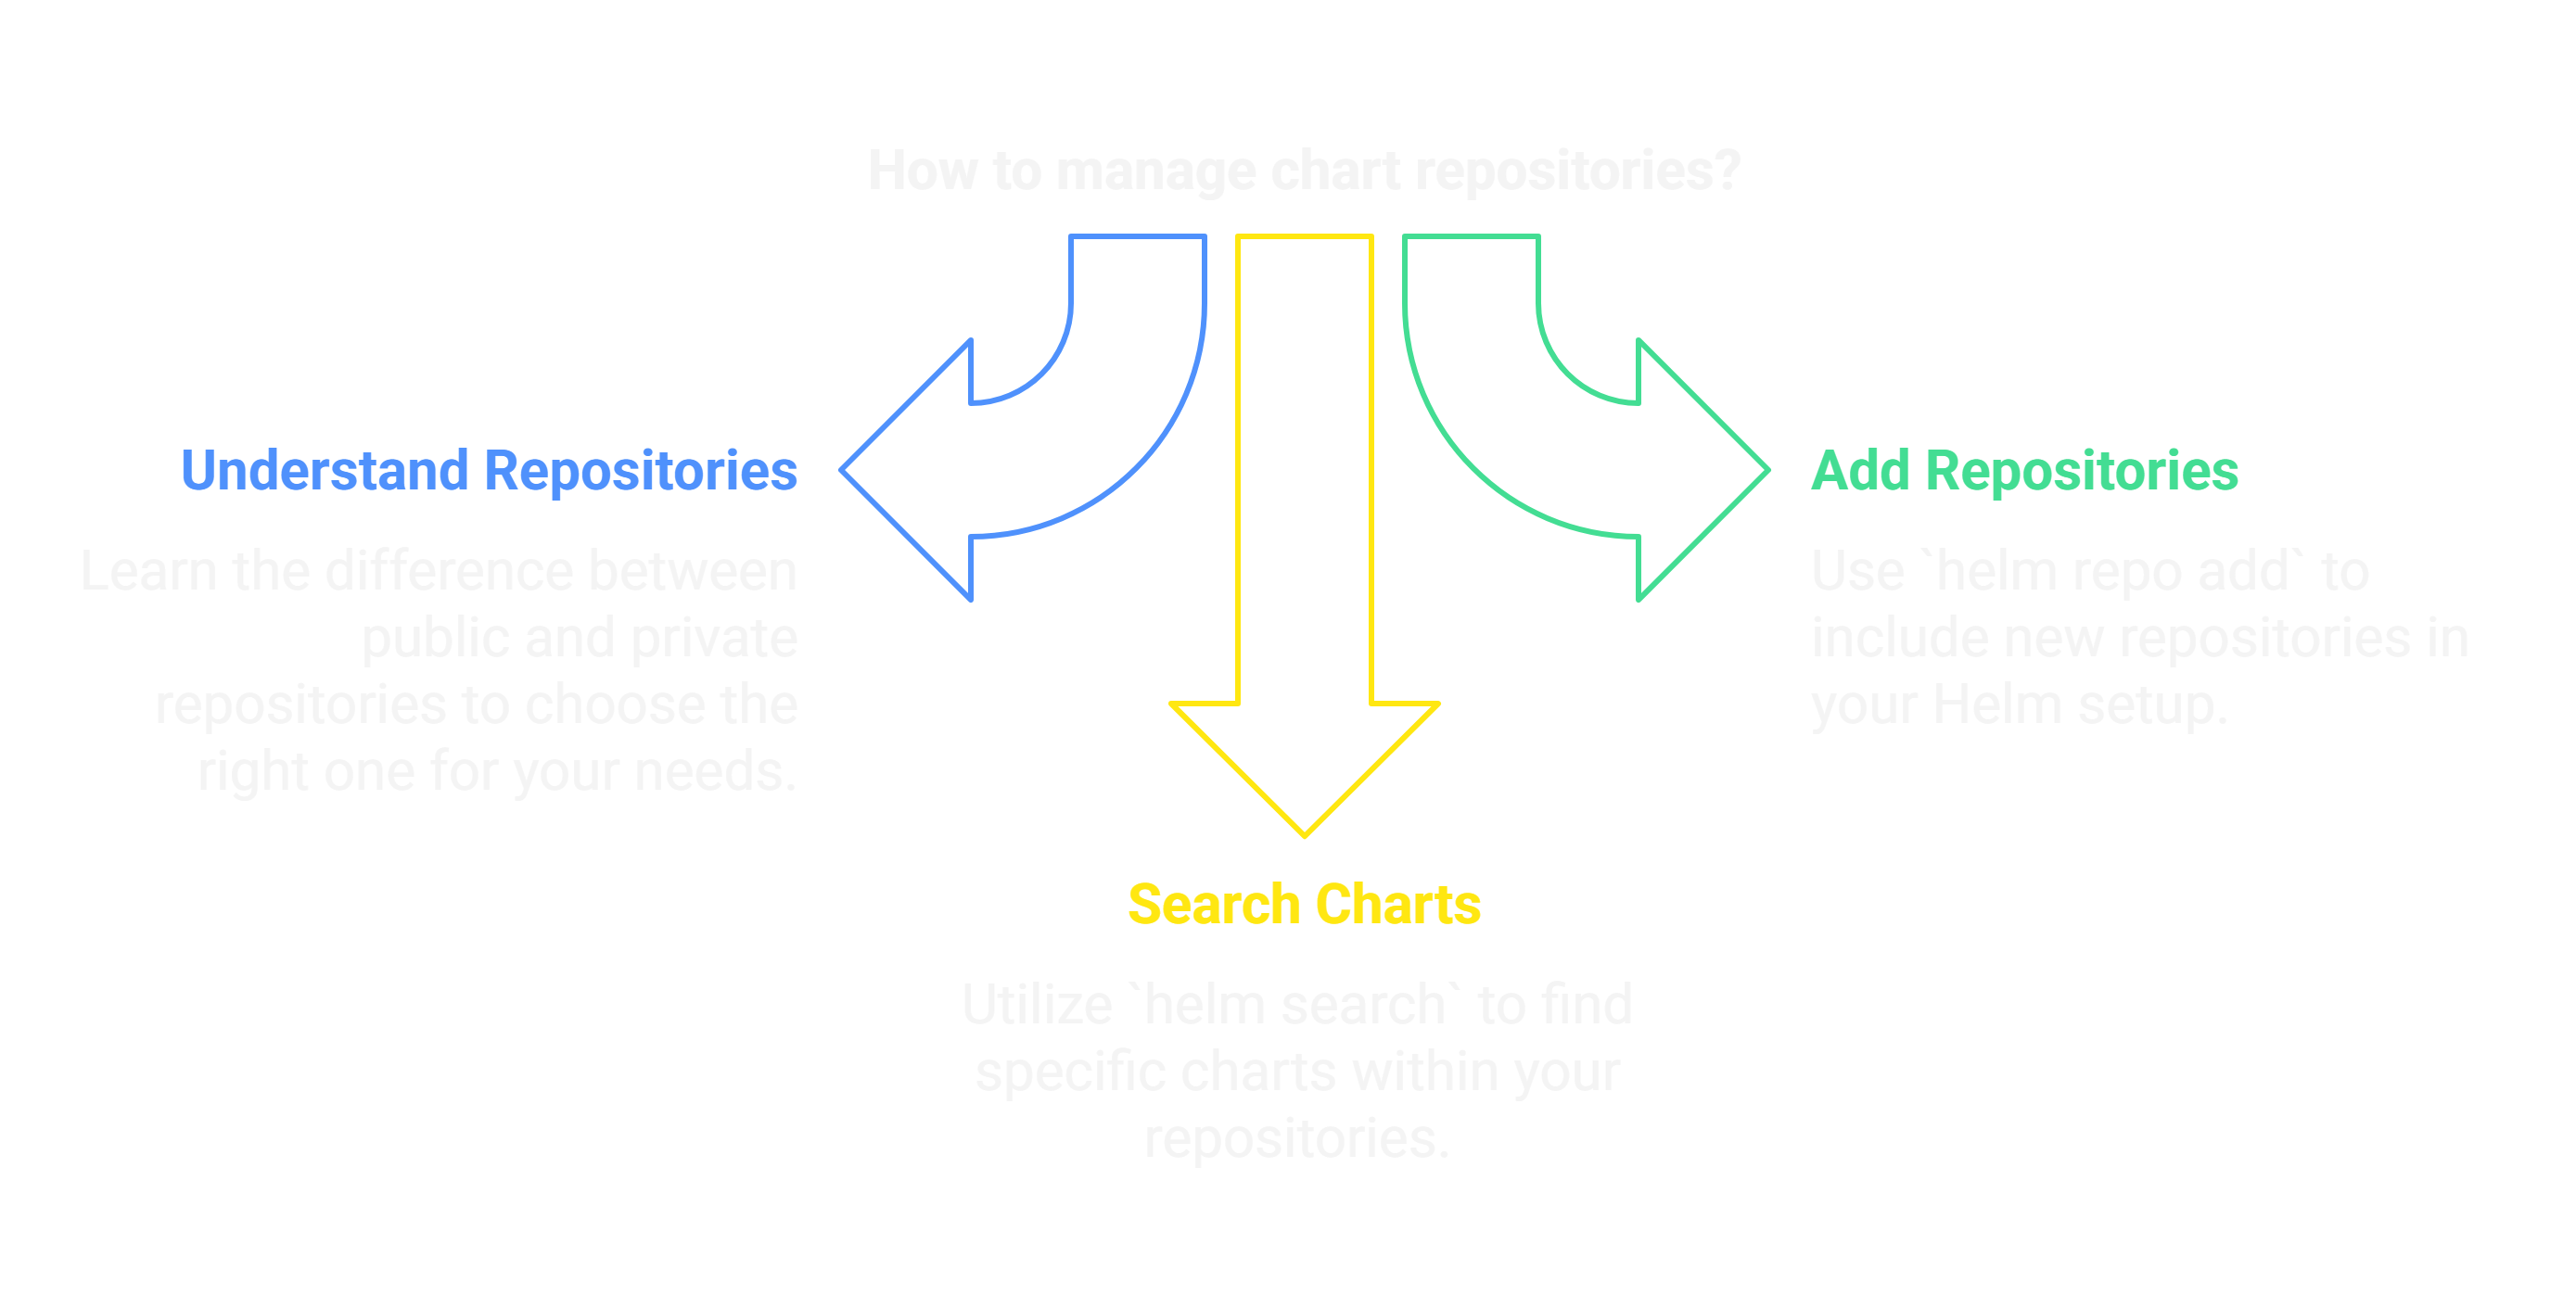 How to manage chart repositories?
Understand Repositories
Learn the difference between
public and private
repositories to choose the
right one for your needs.
Add Repositories
Use `helm repo add` to
include new repositories in
your Helm setup.
Search Charts
Utilize `helm search` to find
specific charts within your
repositories.